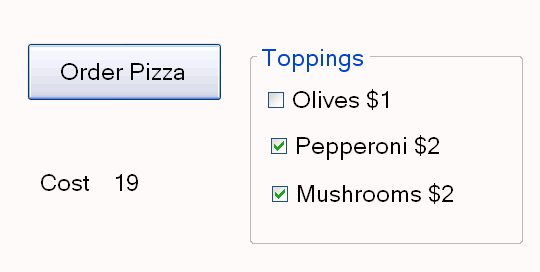 Order Pizza
Toppings
Olives $1
Pepperoni $2
Cost 19
Mushrooms $2